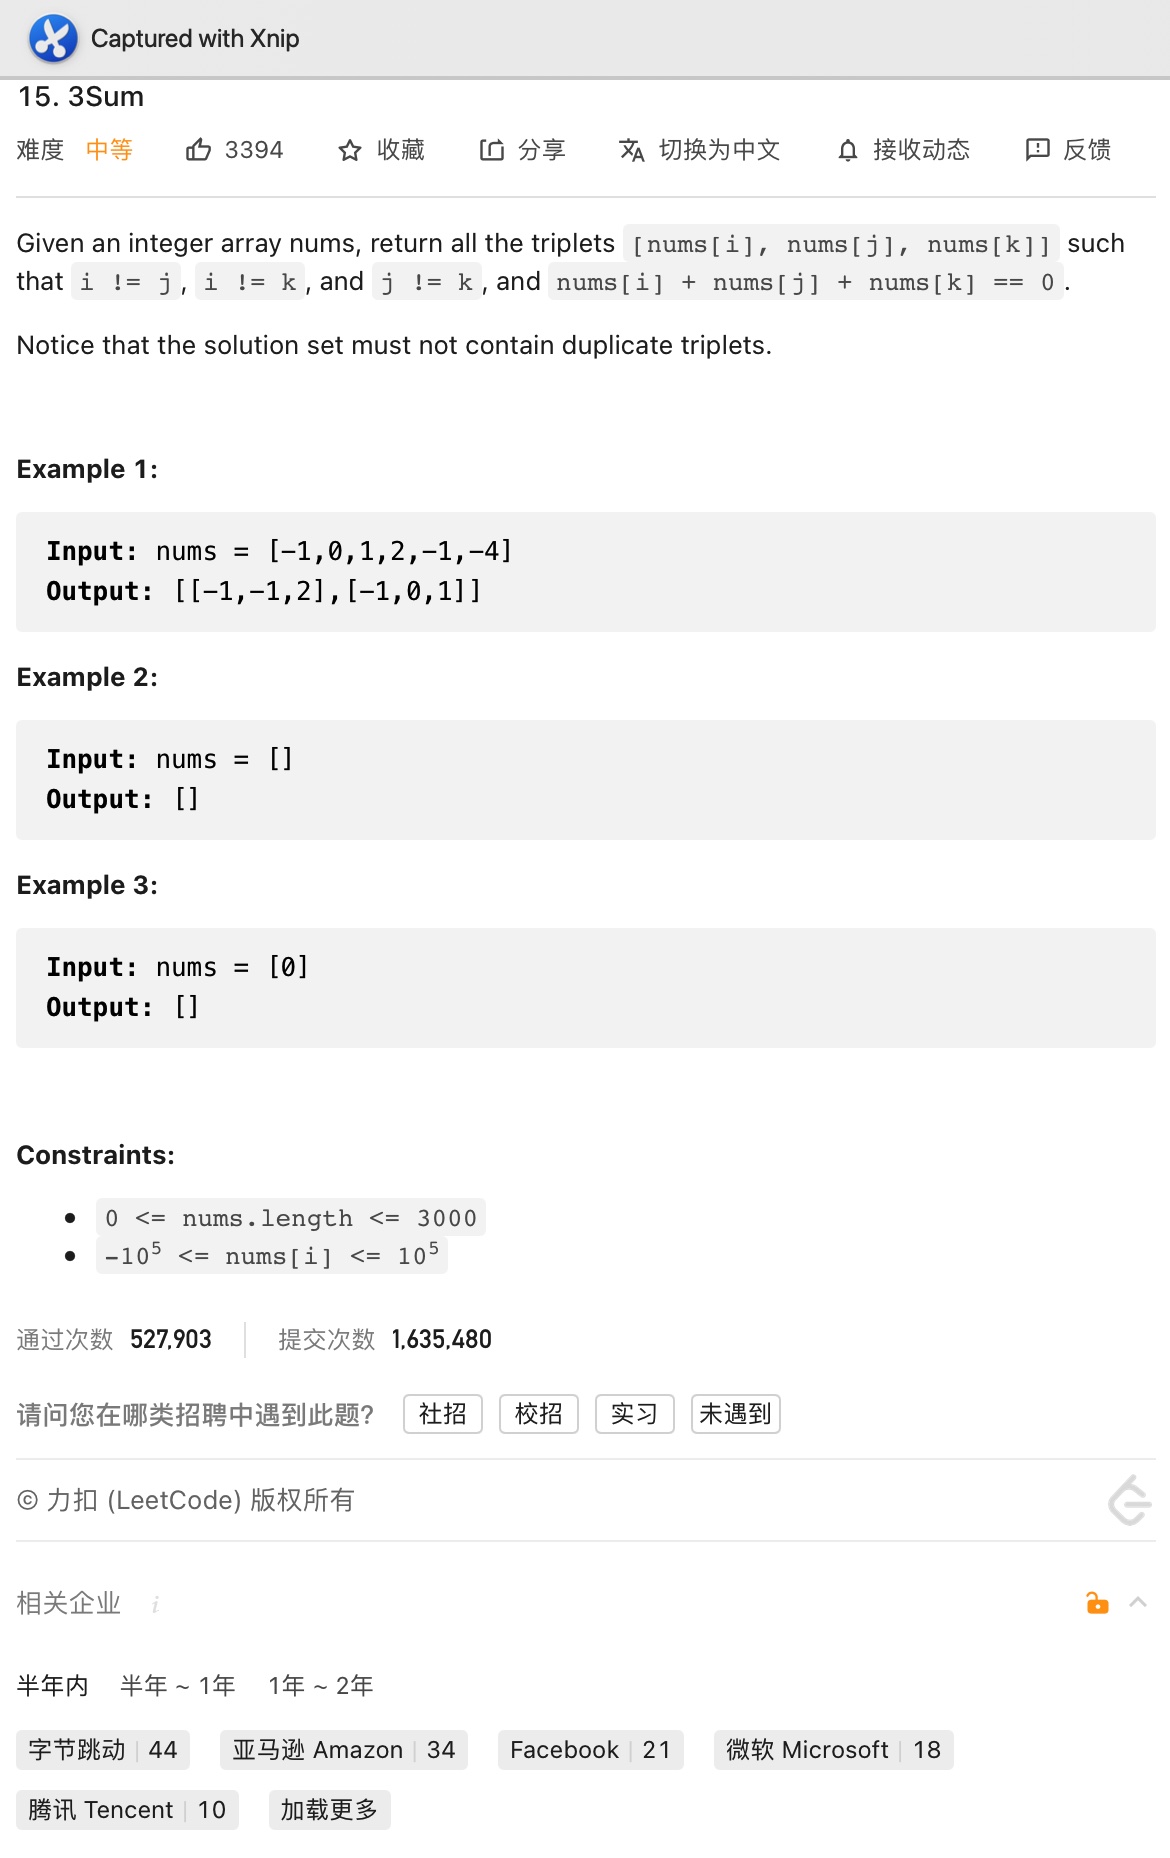 Captured with Xnip
15. 3Sum
难度 中等 3394 收藏 分享 切换为中文 接收动态 反馈
Given an integer array nums, return all the triplets [nums[i], nums[j], nums[k]] such
that i != j, i != k, and j != k, and nums[i] + nums[j] + nums[k] == 0.
Notice that the solution set must not contain duplicate triplets.
Example 1:
Input: nums = [-1,0,1,2,-1,-4]
Output: [[-1,-1,2],[-1,0,1]]
Example 2:
Input: nums = []
Output: []
Example 3:
Input: nums = [0]
Output: []
Constraints:
• 0 <= nums.length <= 3000
• -10⁵ <= nums[i] <= 10⁵
通过次数 527,903 提交次数 1,635,480
请问您在哪类招聘中遇到此题? 社招 校招 实习 未遇到
© 力扣 (LeetCode) 版权所有
相关企业 i
半年内 半年 ~ 1年 1年 ~ 2年
字节跳动 | 44 亚马逊 Amazon | 34 Facebook | 21 微软 Microsoft | 18
腾讯 Tencent | 10 加载更多